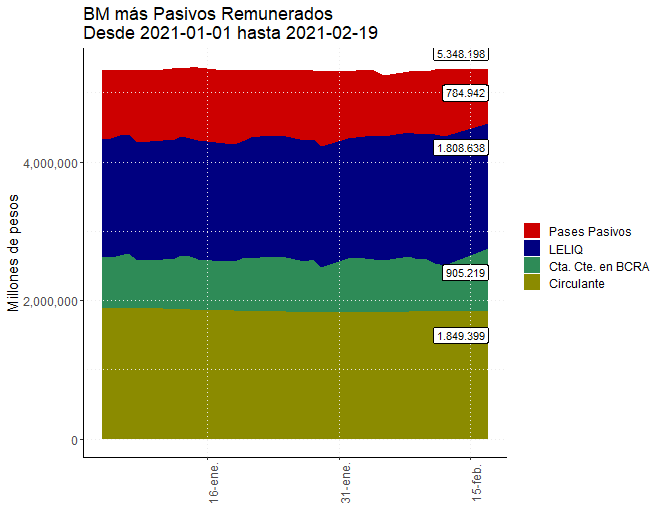 BM más Pasivos Remunerados
Desde 2021-01-01 hasta 2021-02-19
5.348.198
784.942
1.808.638
905.219
1.849.399
4,000,000
2,000,000
0
Millones de pesos
16-ene.
31-ene.
15-feb.
Pases Pasivos
LELIQ
Cta. Cte. en BCRA
Circulante